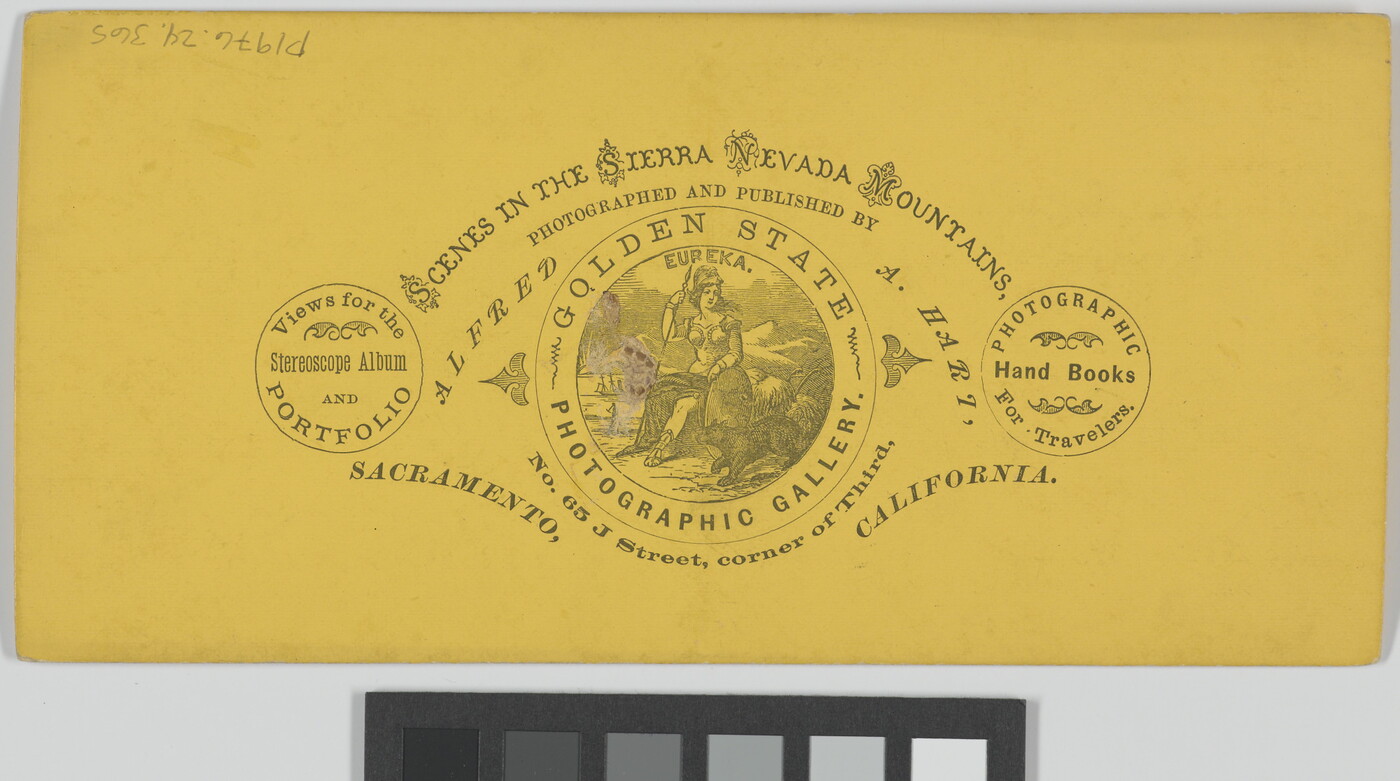 P1976.24.365
SCENES IN THE SIERRA NEVADA MOUNTAINS,
PHOTOGRAPHED AND PUBLISHED BY
ALFRED A. HART,
GOLDEN STATE
EUREKA.
PHOTOGRAPHIC GALLERY.
Views for the
Stereoscope Album
AND
PORTFOLIO
PHOTOGRAPHIC
Hand Books
For Travelers.
No. 65 J Street, corner of Third,
SACRAMENTO, CALIFORNIA.